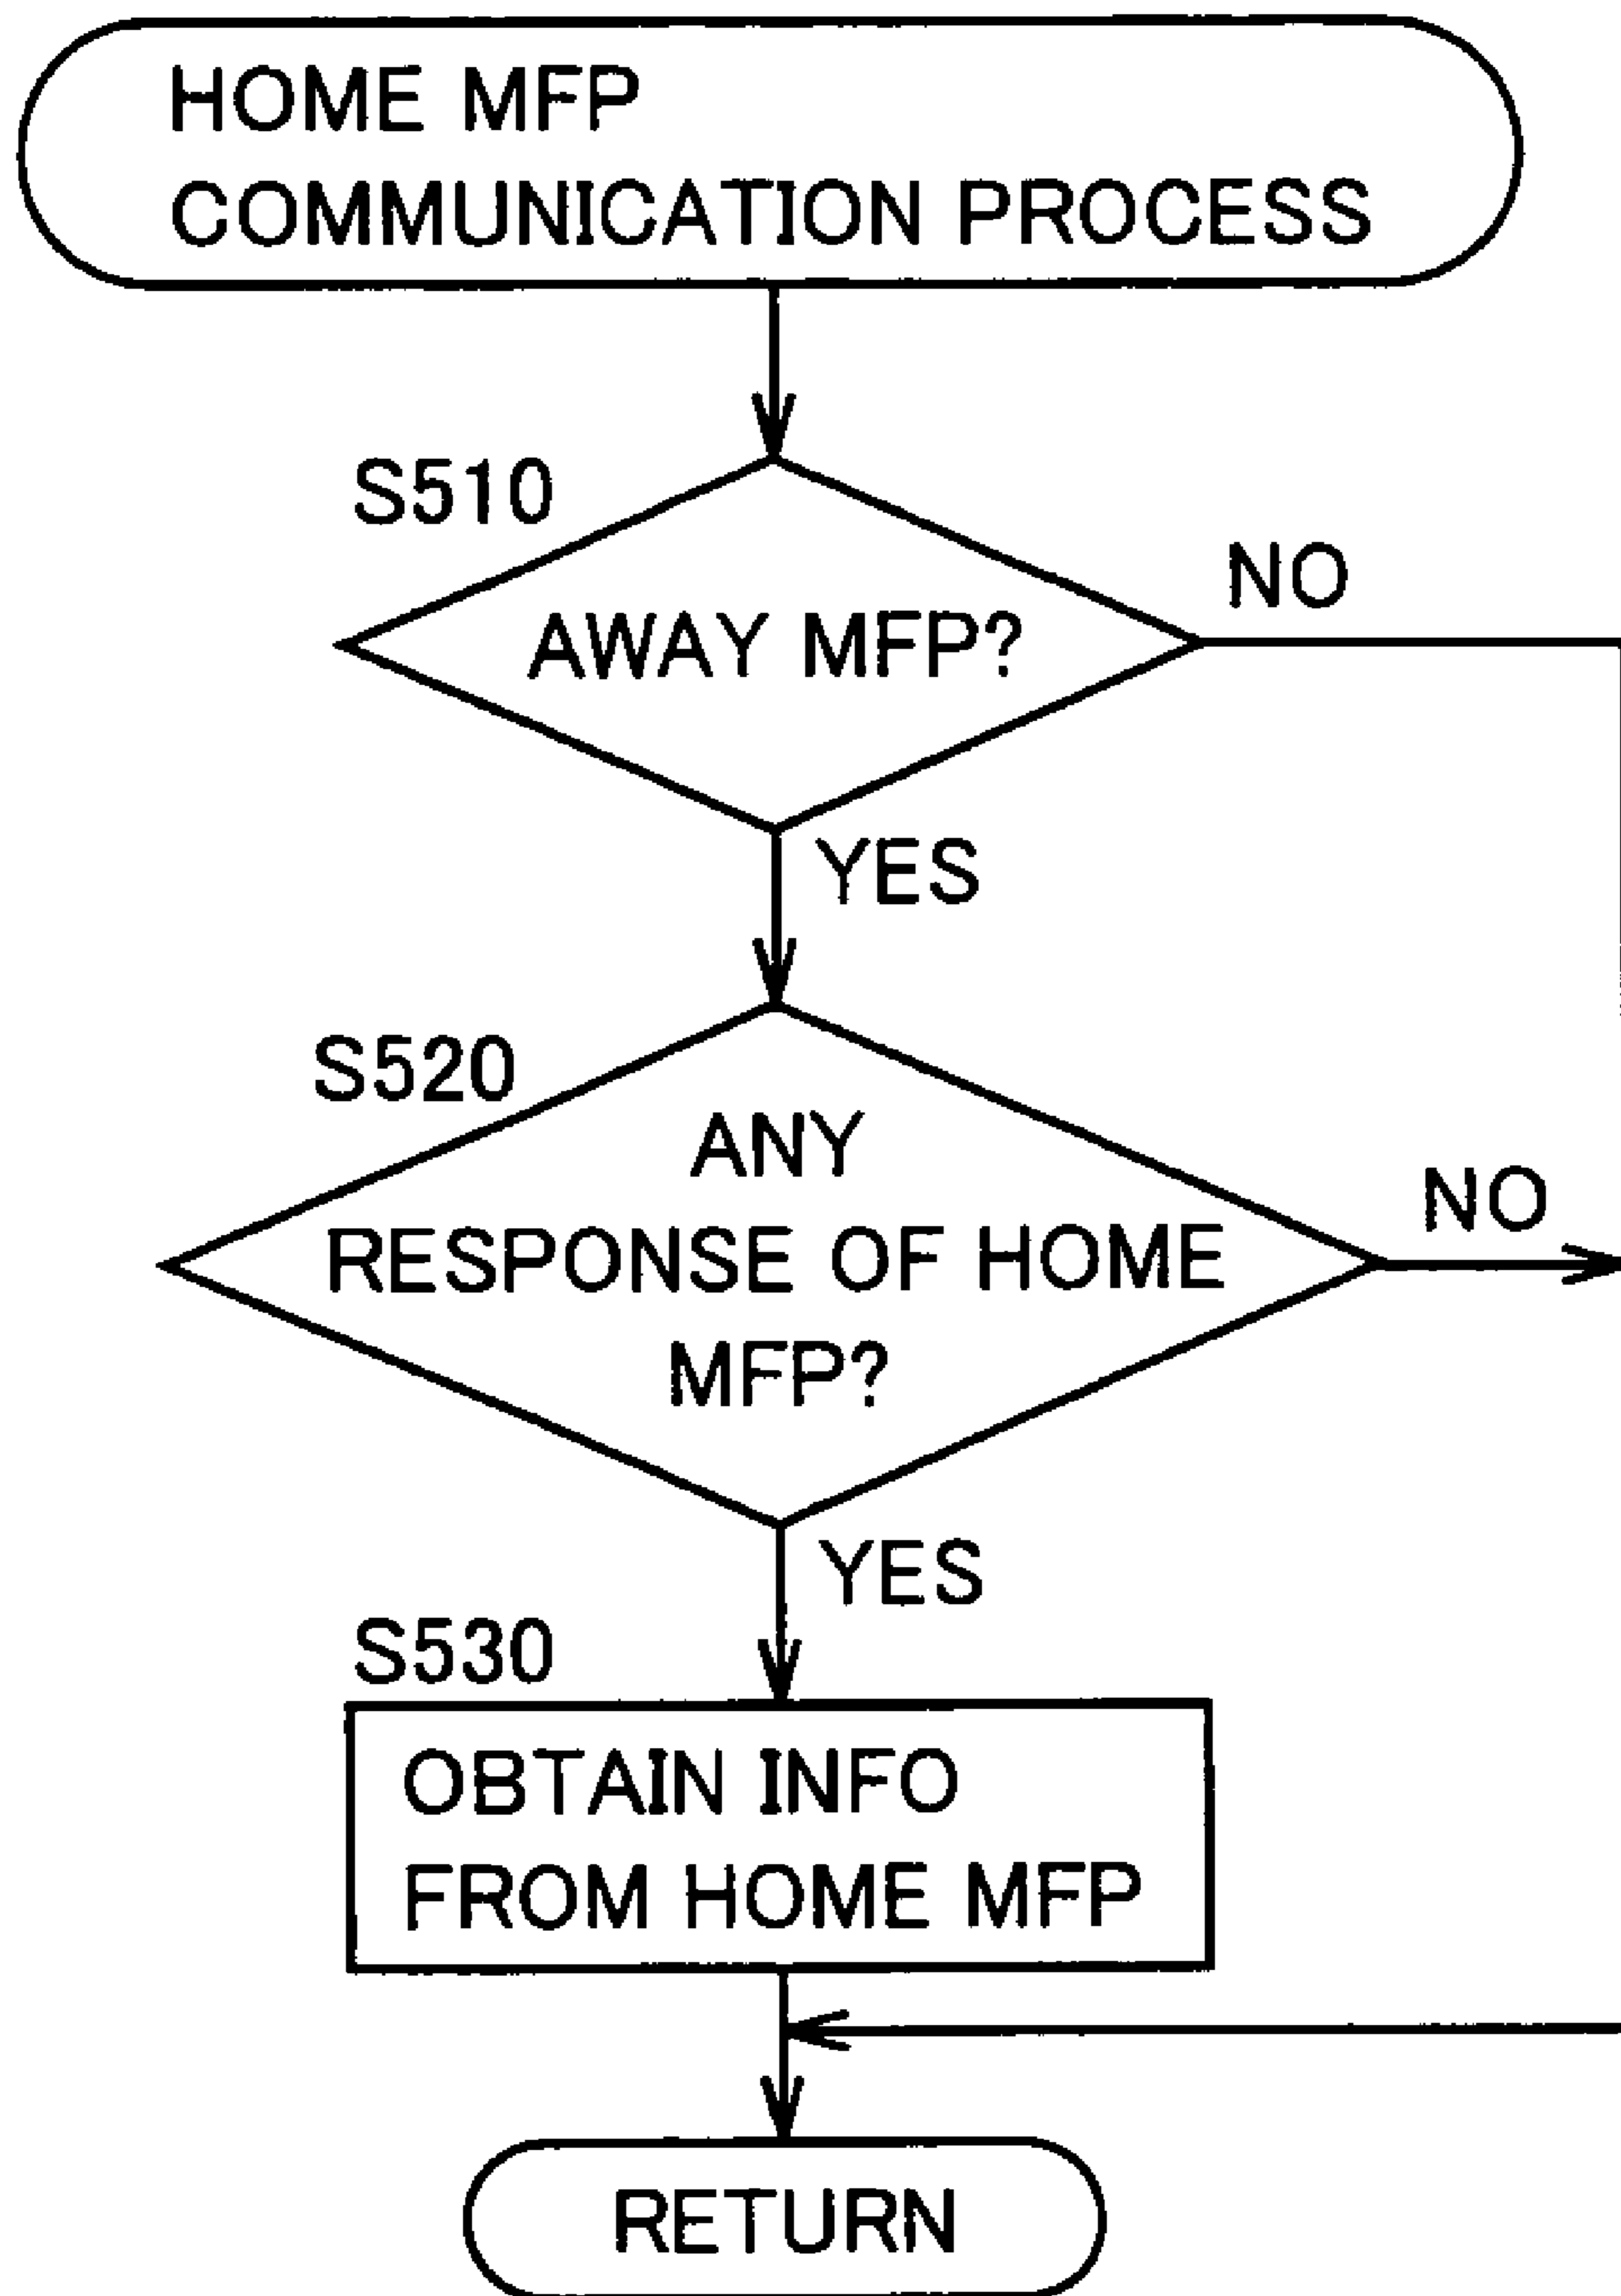 HOME MFP
COMMUNICATION PROCESS
S510
NO
AWAY MFP?
YES
S520
ANY
RESPONSE OF HOME
MFP?
NO
YES
S530
OBTAIN INFO
FROM HOME MFP
RETURN